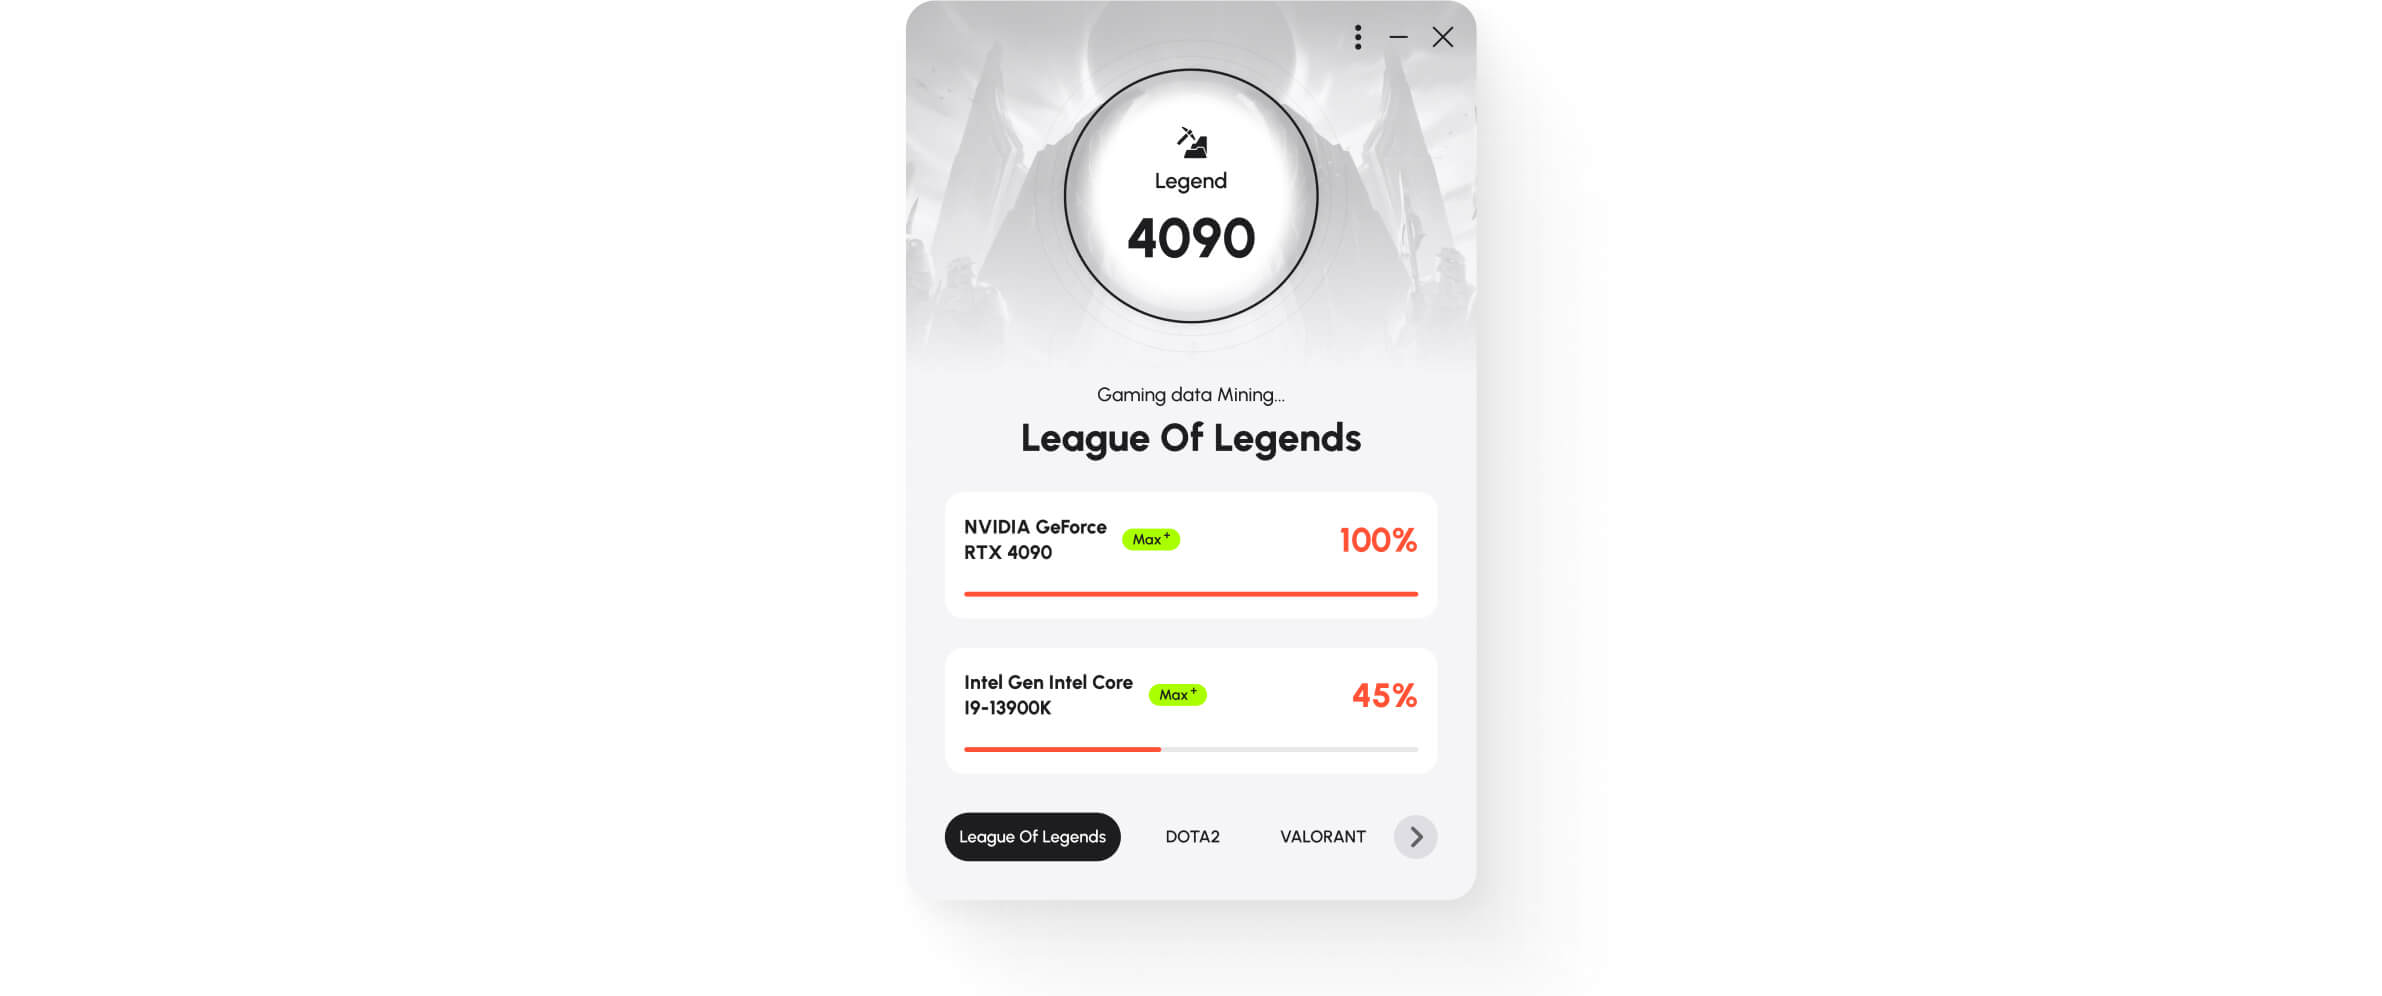 Legend
4090
Gaming data Mining...
League Of Legends
NVIDIA GeForce
RTX 4090
Max+
100%
Intel Gen Intel Core
I9-13900K
Max+
45%
League Of Legends
DOTA2
VALORANT